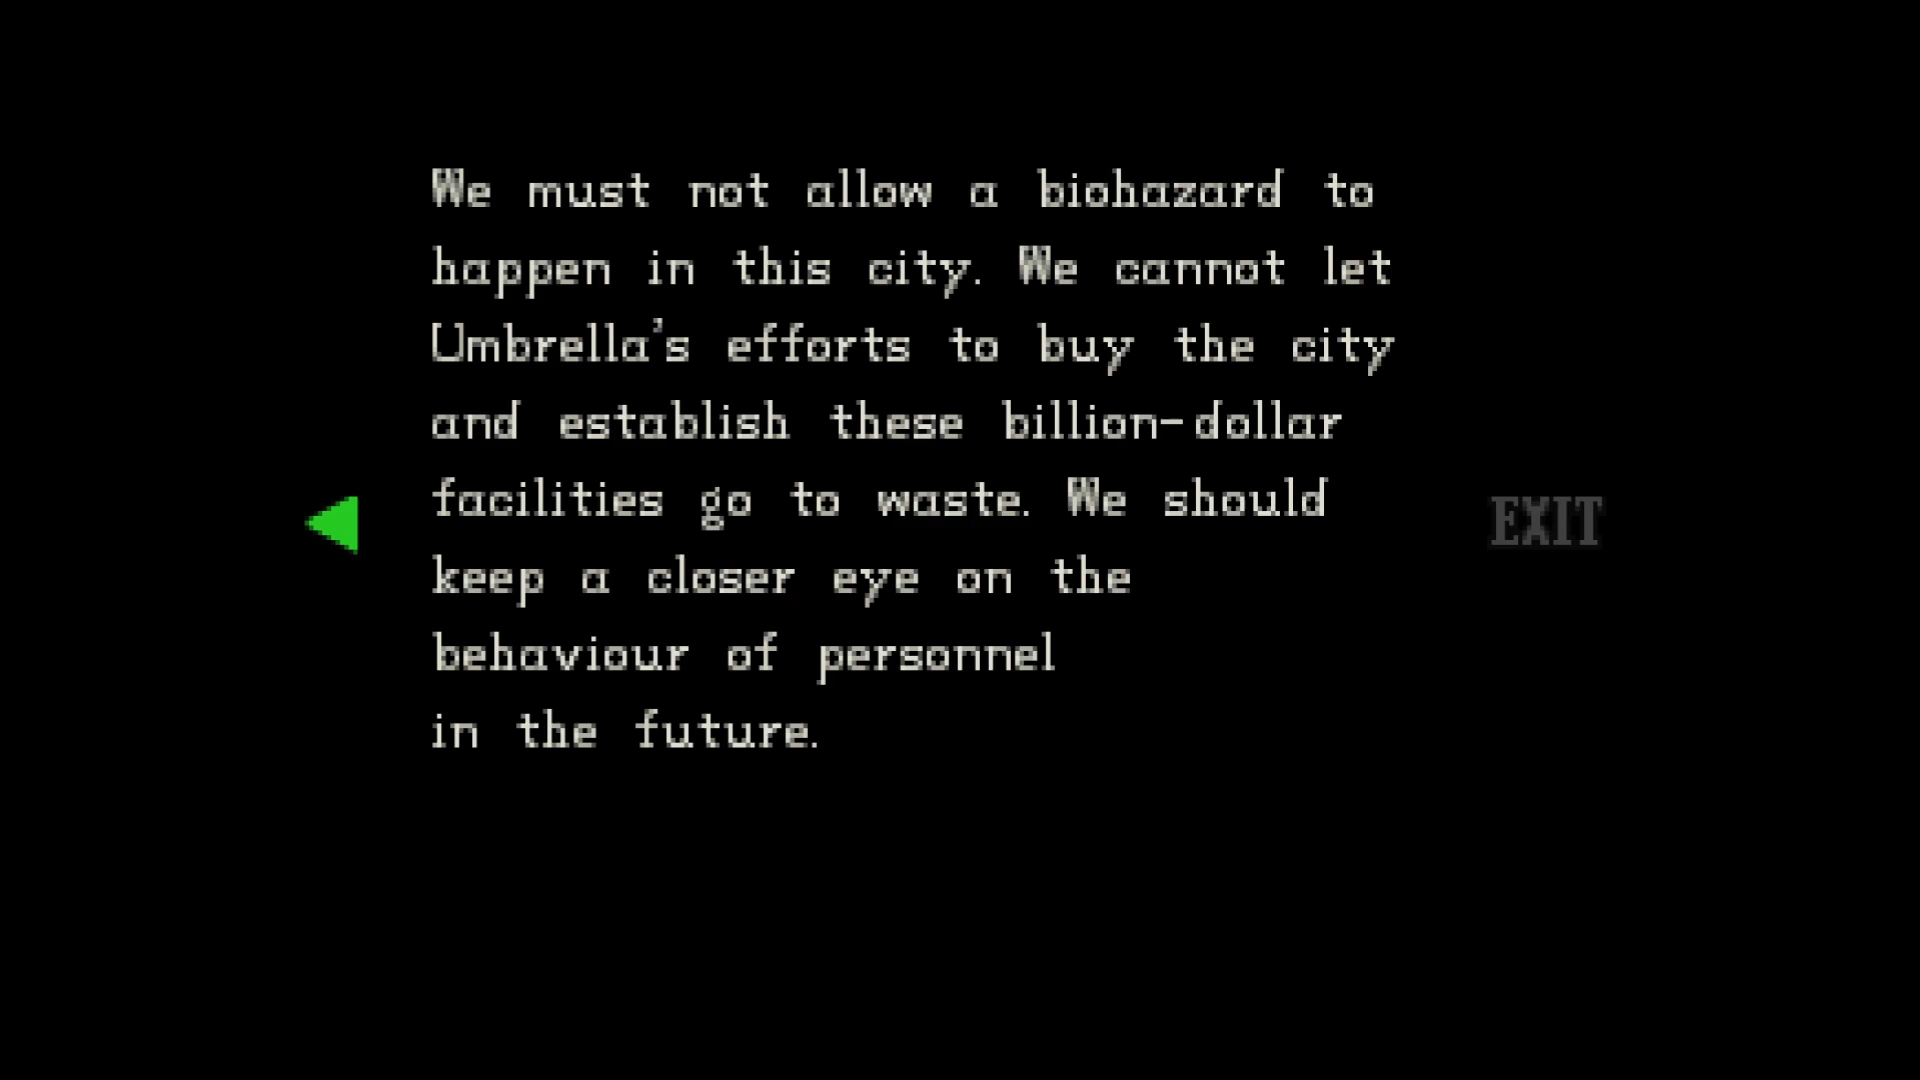 We must not allow a biohazard to
happen in this city. We cannot let
Umbrella's efforts to buy the city
and establish these billion-dollar
facilities go to waste. We should
keep a closer eye on the
behaviour of personnel
in the future.
EXIT